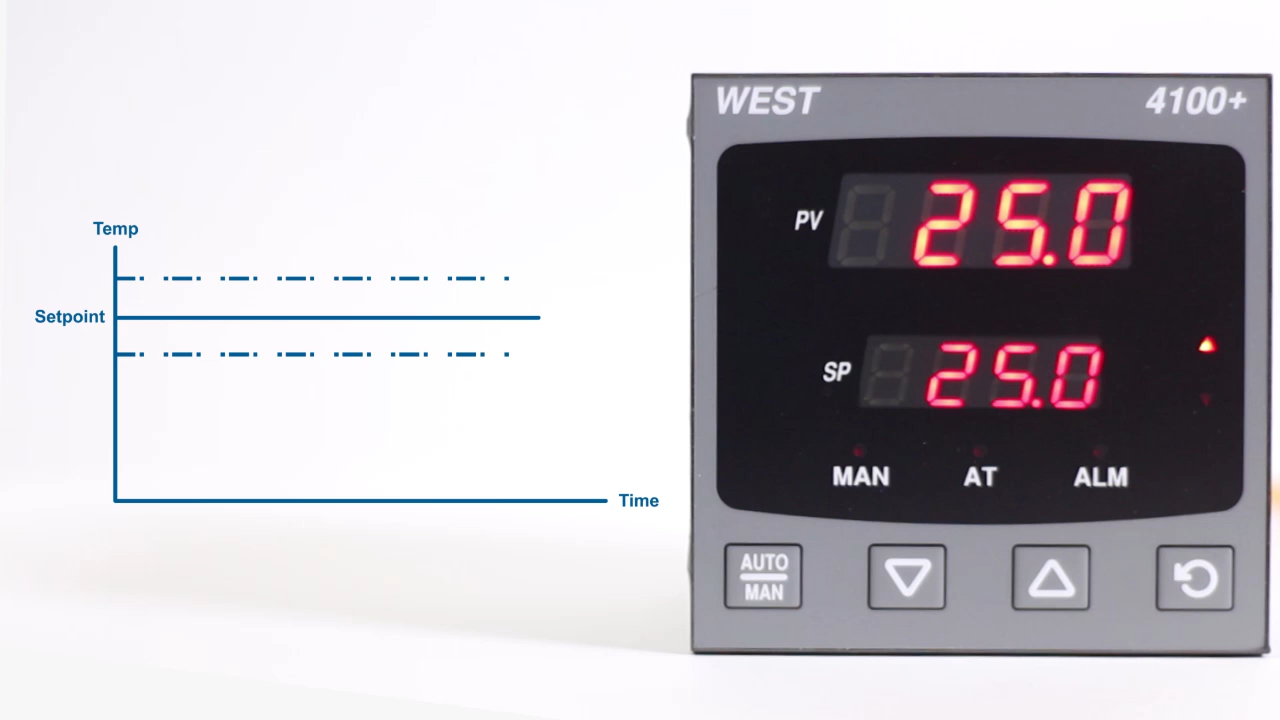 Temp
Setpoint
Time
WEST 4100+
PV 25.0
SP 25.0
MAN AT ALM
AUTO
MAN